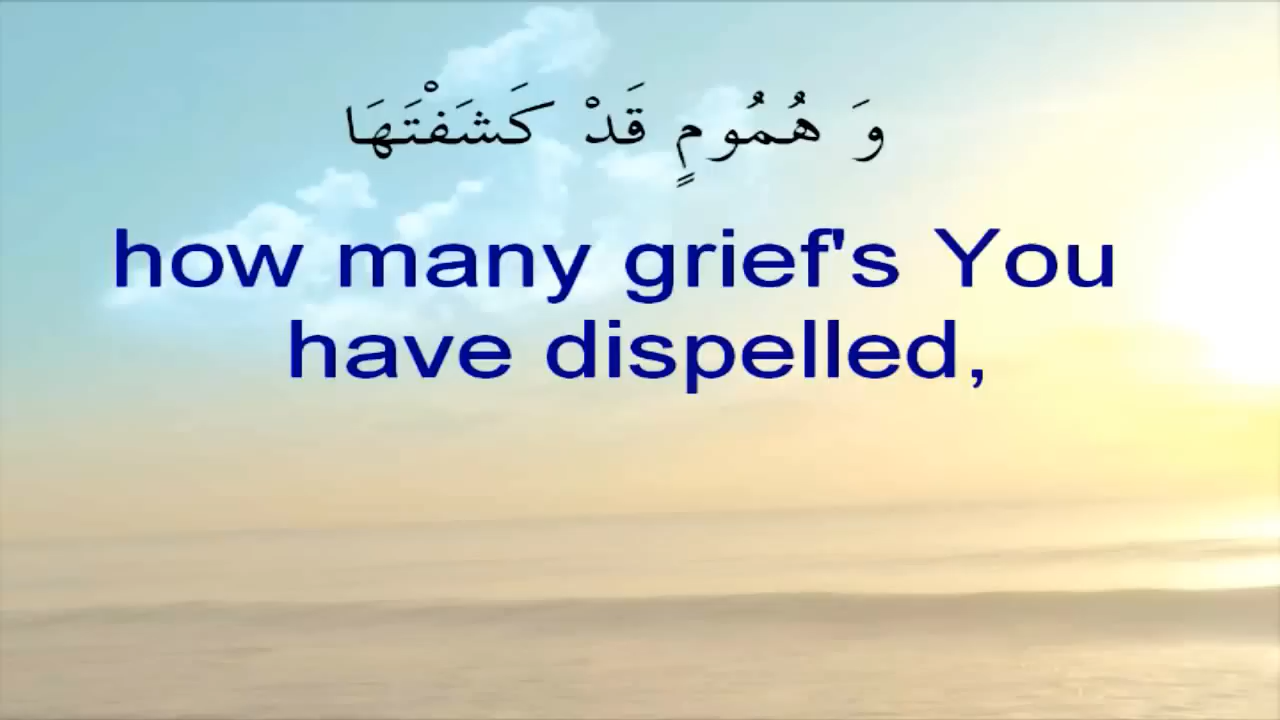 وَ هُمُومٍ قَدْ كَشَفْتَهَا
how many grief's You
have dispelled,